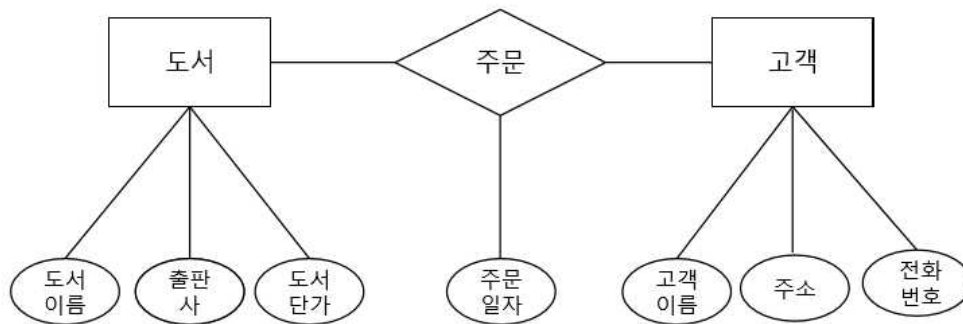 도서
주문
고객
도서
이름
출판
사
도서
단가
주문
일자
고객
이름
주소
전화
번호